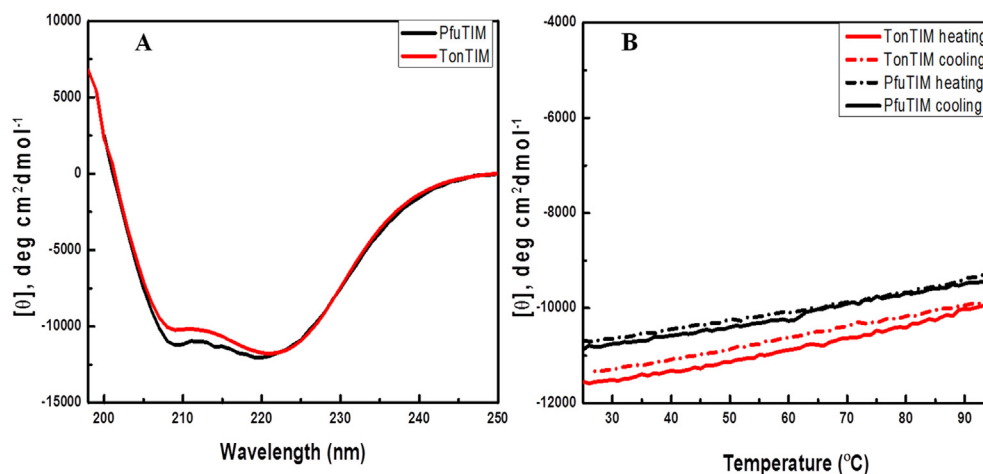 A
PfuTIM
TonTIM
10000
5000
0
-5000
-10000
-15000
200 210 220 230 240 250
Wavelength (nm)
[θ], deg cm²dmol⁻¹
B
TonTIM heating
TonTIM cooling
PfuTIM heating
PfuTIM cooling
-4000
-6000
-8000
-10000
-12000
30 40 50 60 70 80 90
Temperature (°C)
[θ], deg cm²dmol⁻¹